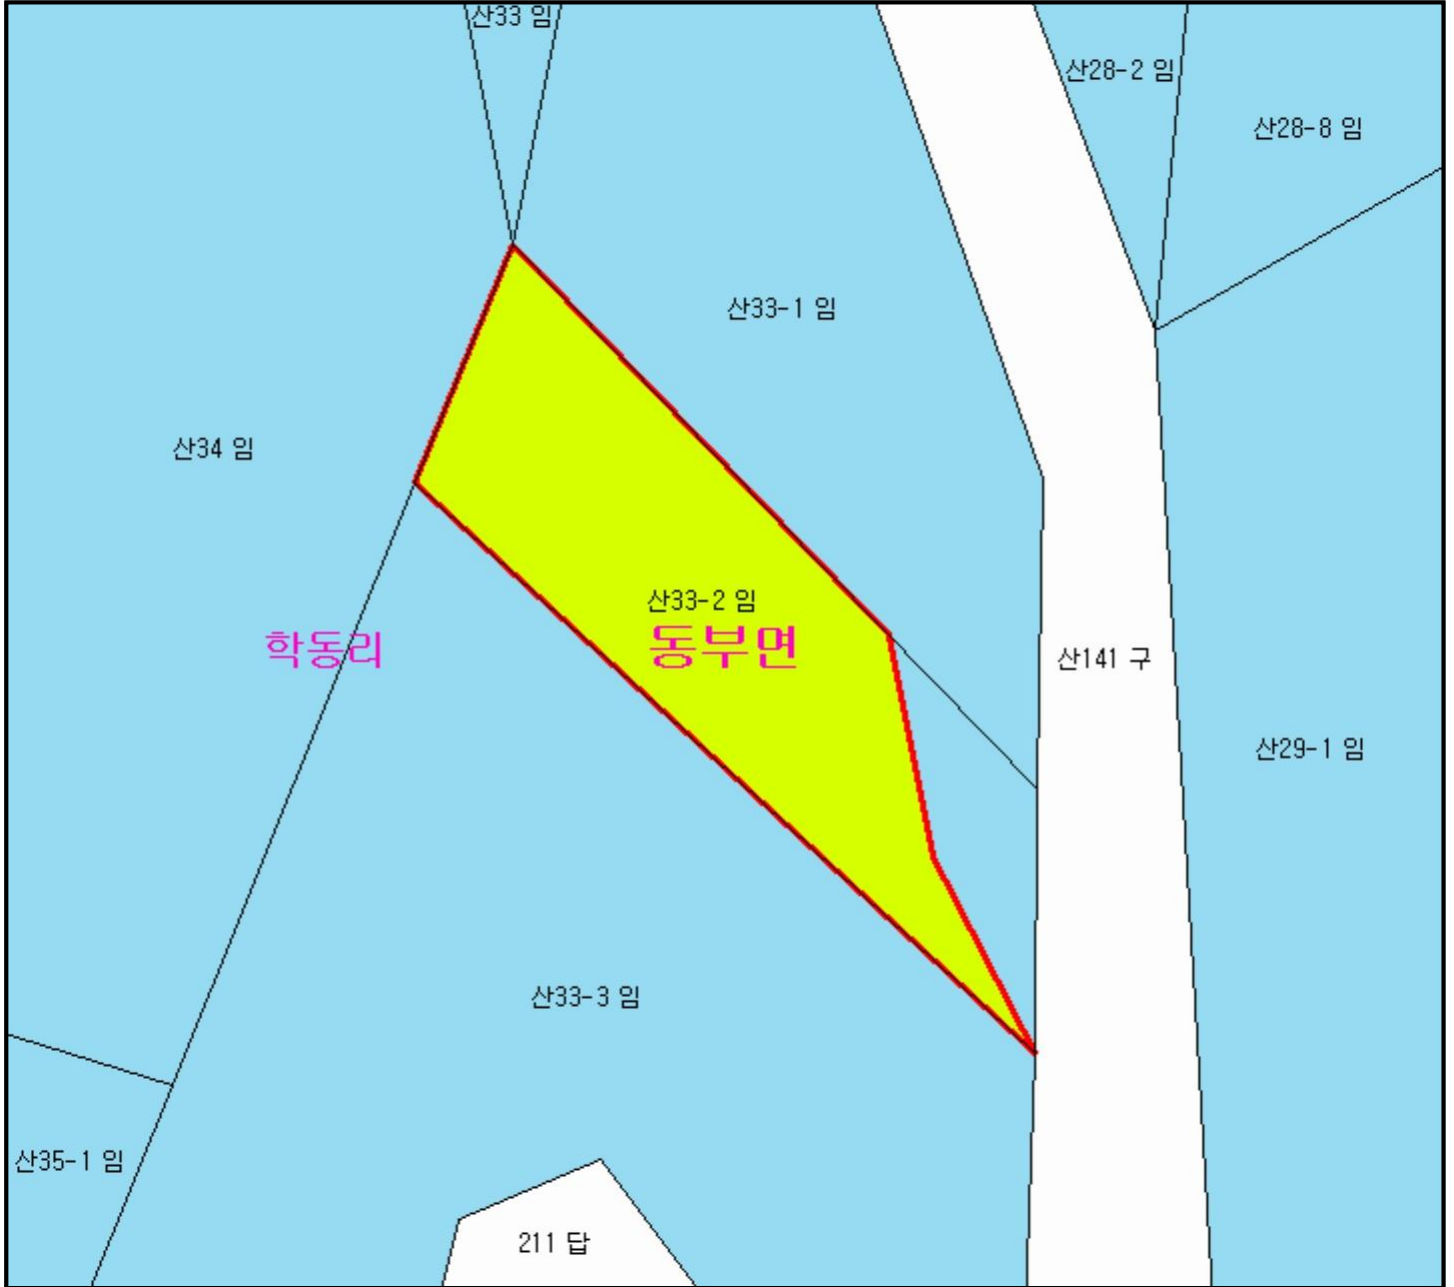 산33 임
산28-2 임
산28-8 임
산33-1 임
산34 임
산33-2 임
학동리
동부면
산141 구
산29-1 임
산33-3 임
산35-1 임
211 답